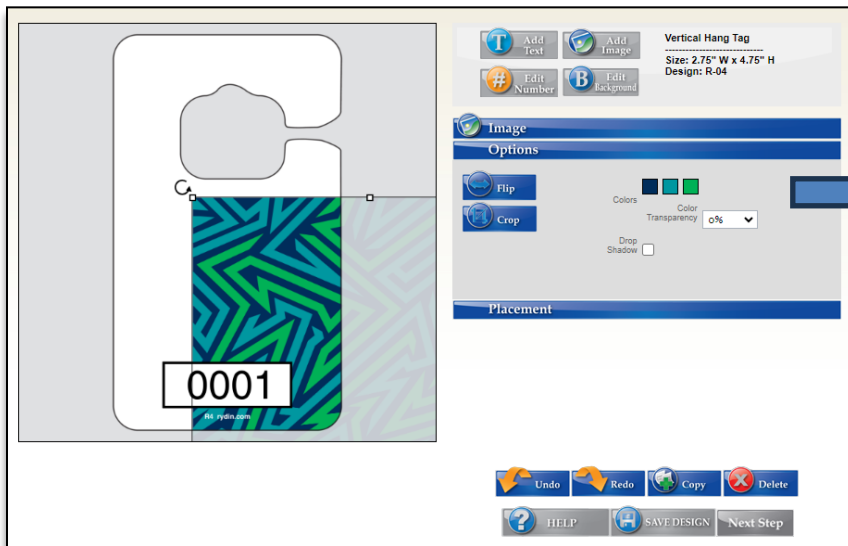 Add Text
Add Image
Edit Number
Edit Background
Vertical Hang Tag
----------------------------
Size: 2.75" W x 4.75" H
Design: R-04
Image
Options
Flip
Crop
Colors
Color Transparency
0%
Drop Shadow
Placement
0001
R4 rydin.com
Undo
Redo
Copy
Delete
HELP
SAVE DESIGN
Next Step